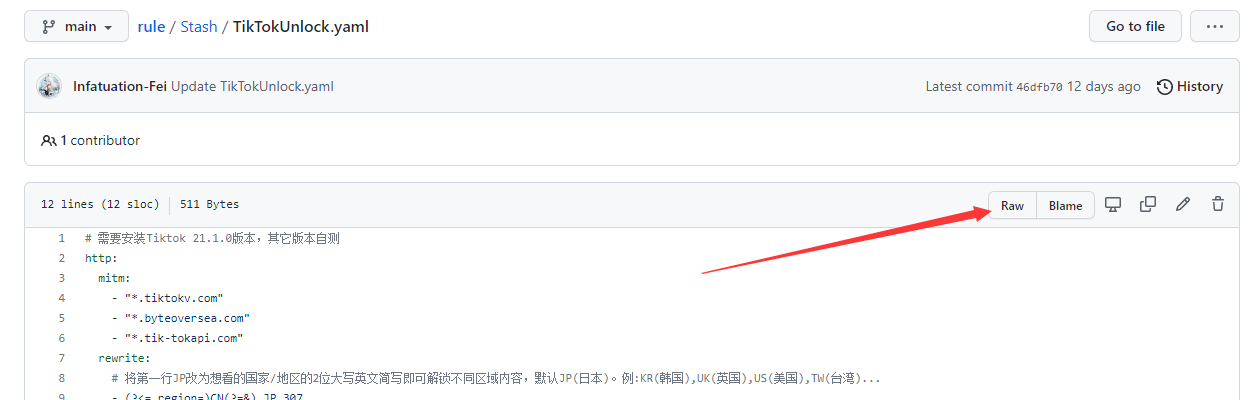 main rule / Stash / TikTokUnlock.yaml Go to file ...
Infatuation-Fei Update TikTokUnlock.yaml Latest commit 46dfb70 12 days ago History
1 contributor
12 lines (12 sloc) 511 Bytes Raw Blame
1 # 需要安装Tiktok 21.1.0版本，其它版本自测
2 http:
3 mitm:
4 - "*.tiktokv.com"
5 - "*.byteoversea.com"
6 - "*.tik-tokapi.com"
7 rewrite:
8 # 将第一行JP改为想看的国家/地区的2位大写英文简写即可解锁不同区域内容，默认JP(日本)。例:KR(韩国),UK(英国),US(美国),TW(台湾)...
9 - (?<=_region=)CN(?=&) JP 307